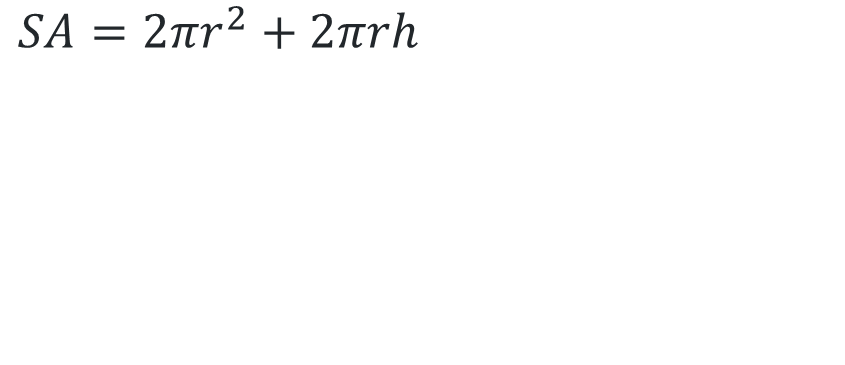 SA = 2πr² + 2πrh